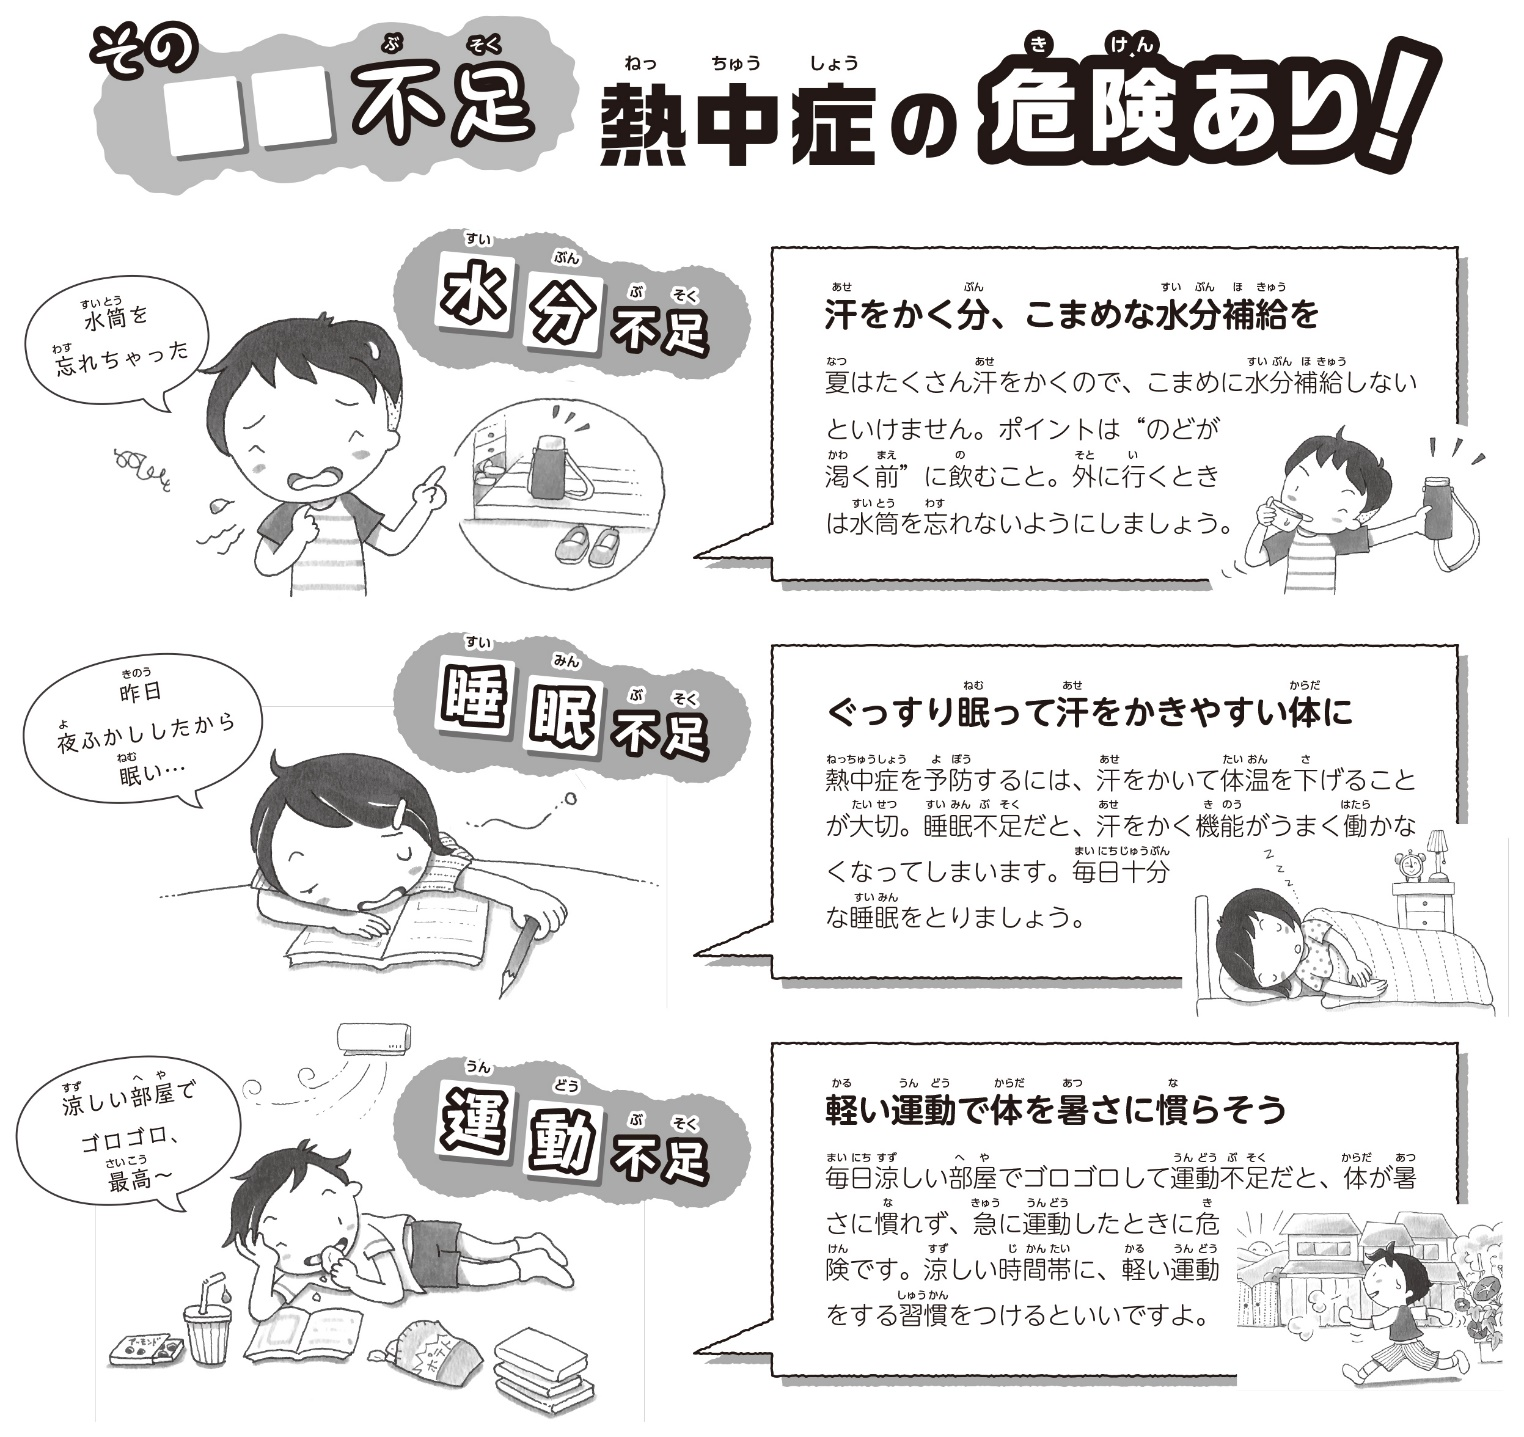 その
□□不足
熱中症の危険あり!
水分不足
水筒を
忘れちゃった
汗をかく分、こまめな水分補給を
夏はたくさん汗をかくので、こまめに水分補給しない
といけません。ポイントは“のどが
渇く前”に飲むこと。外に行くとき
は水筒を忘れないようにしましょう。
睡眠不足
昨日
夜ふかししたから
眠い…
ぐっすり眠って汗をかきやすい体に
熱中症を予防するには、汗をかいて体温を下げること
が大切。睡眠不足だと、汗をかく機能がうまく働かな
くなってしまいます。毎日十分
な睡眠をとりましょう。
z z z
運動不足
涼しい部屋で
ゴロゴロ、
最高～
アーモンド
ポテト
軽い運動で体を暑さに慣らそう
毎日涼しい部屋でゴロゴロして運動不足だと、体が暑
さに慣れず、急に運動したときに危
険です。涼しい時間帯に、軽い運動
をする習慣をつけるといいですよ。